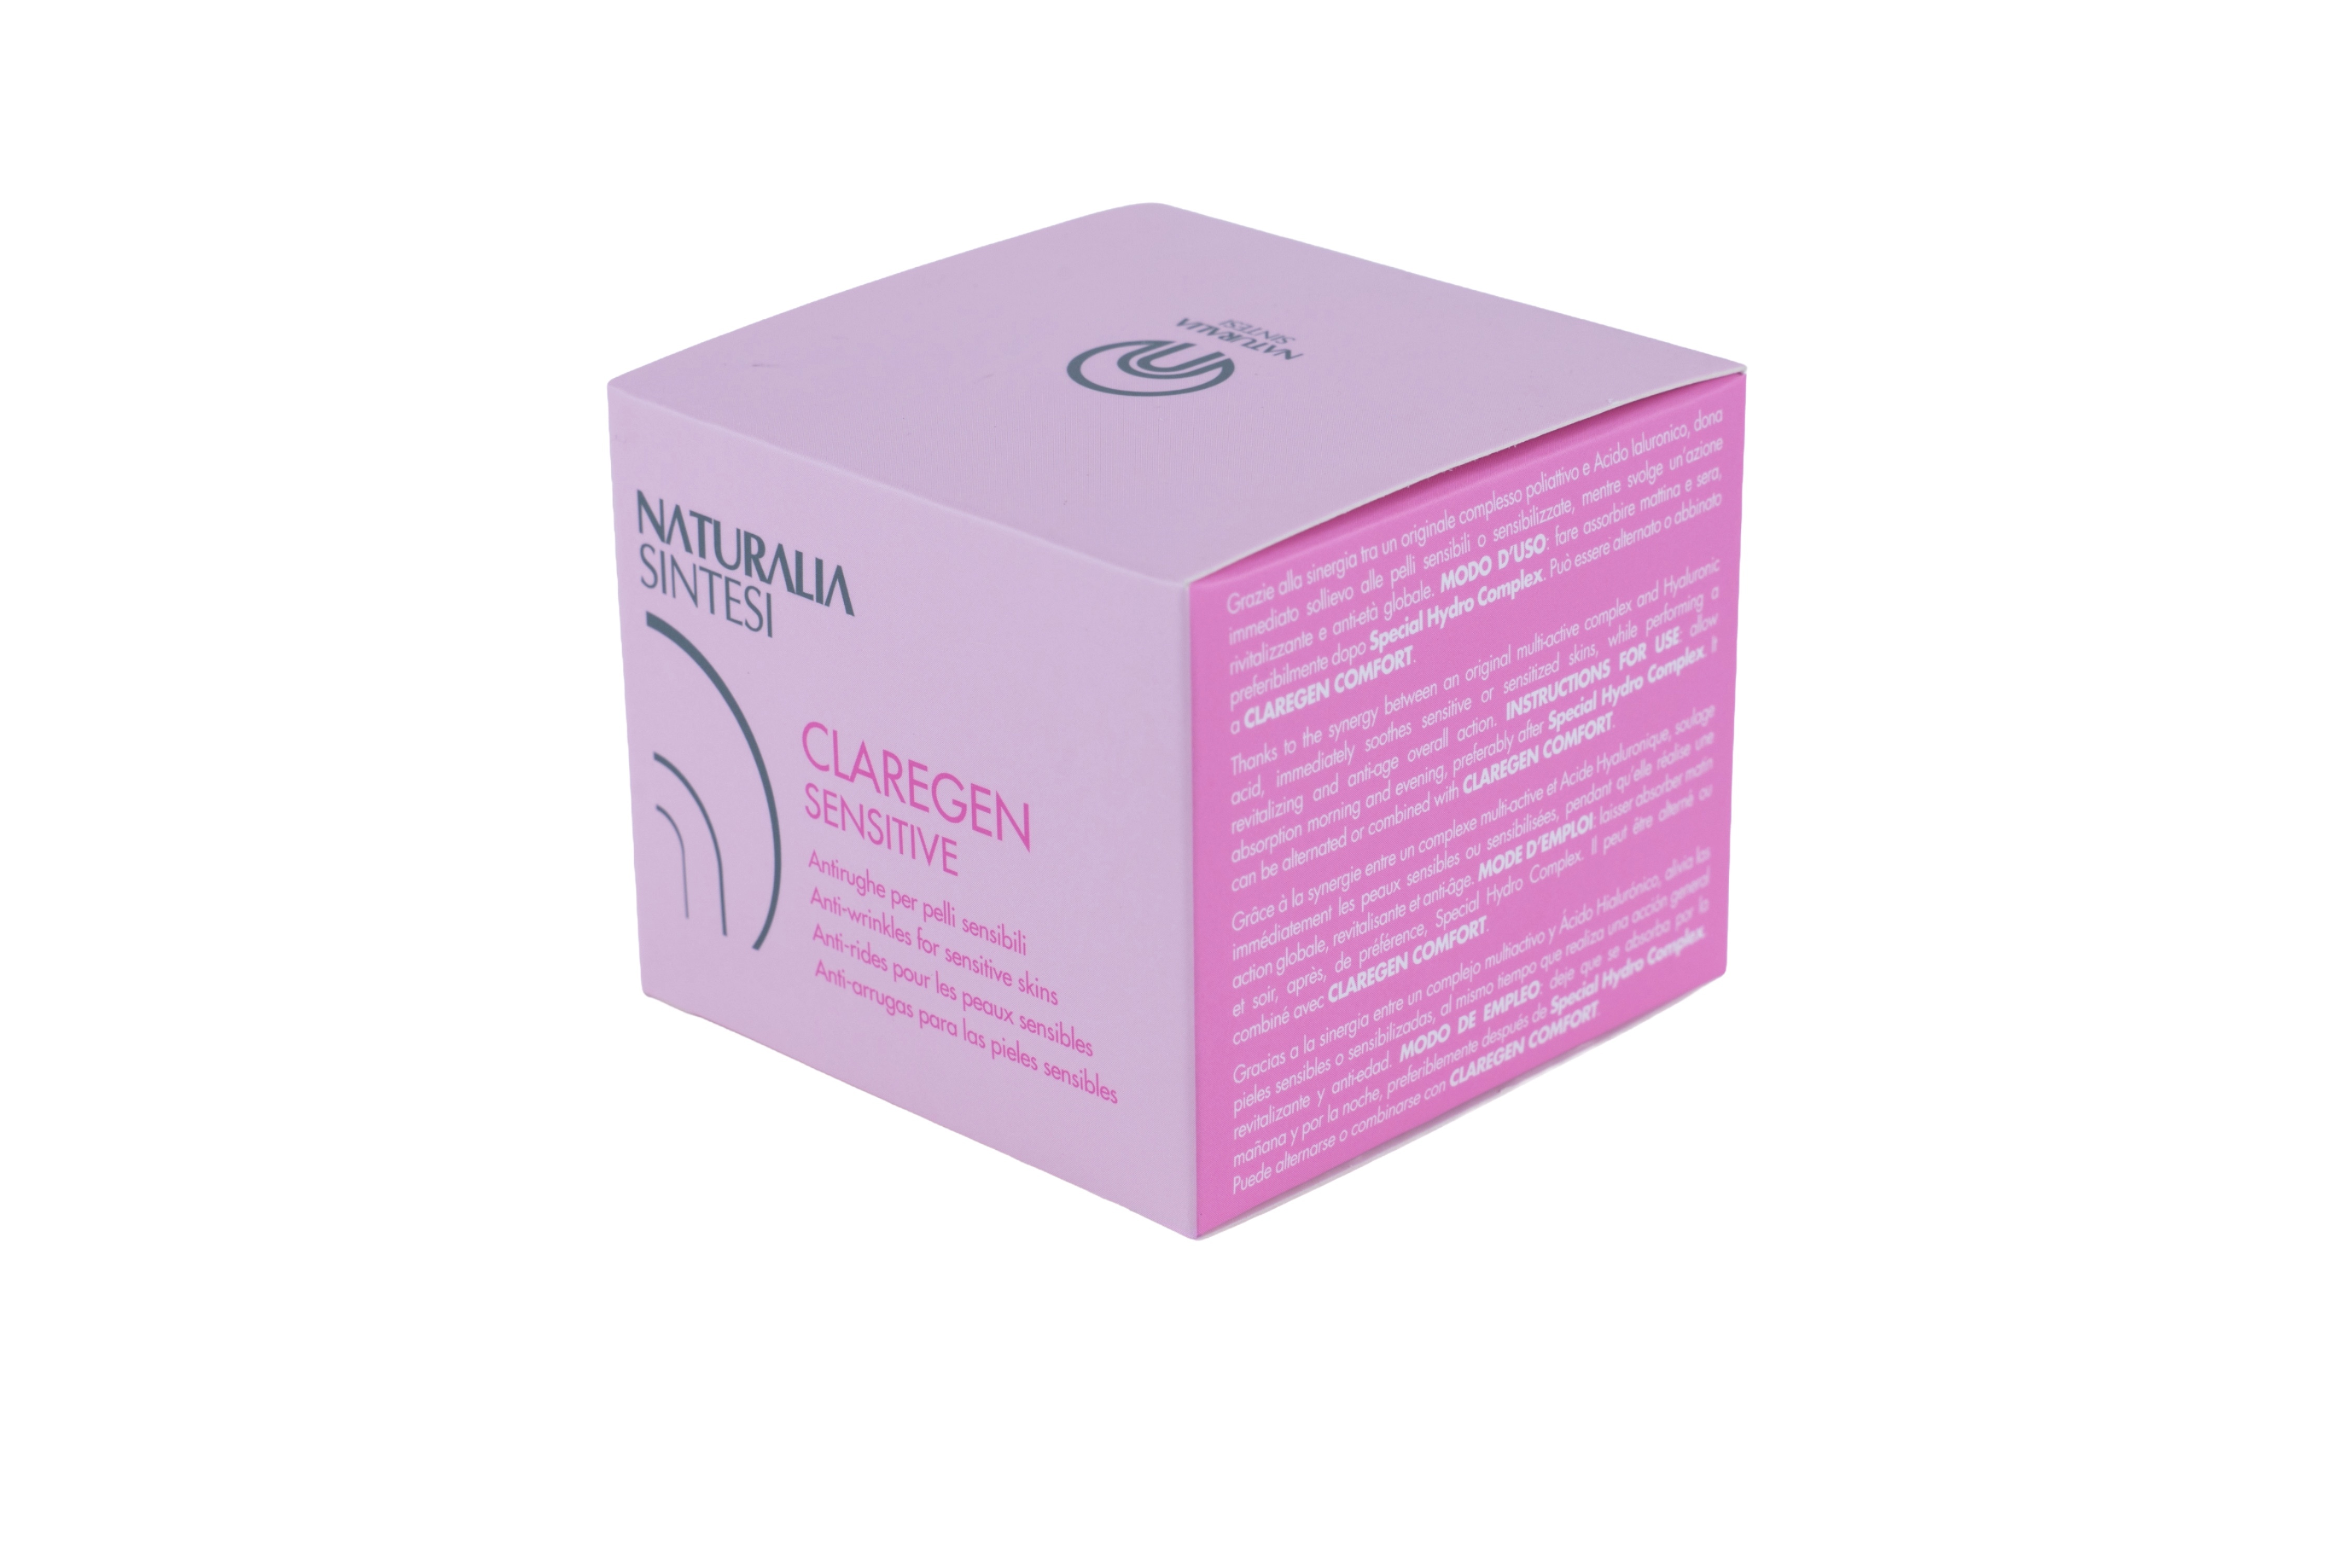 NATURALIA
SINTESI
NATURALIA
SINTESI
CLAREGEN
SENSITIVE
Antirughe per pelli sensibili
Anti-wrinkles for sensitive skins
Anti-rides pour les peaux sensibles
Anti-arrugas para las pieles sensibles
Grazie alla sinergia tra un originale complesso poliattivo e Acido Ialuronico, dona
immediato sollievo alle pelli sensibili o sensibilizzate, mentre svolge un'azione
rivitalizzante e anti-età globale. MODO D'USO: fare assorbire mattina e sera,
preferibilmente dopo Special Hydro Complex. Può essere alternato o abbinato
a CLAREGEN COMFORT.
Thanks to the synergy between an original multi-active complex and Hyaluronic
acid, immediately soothes sensitive or sensitized skins, while performing a
revitalizing and anti-age overall action. INSTRUCTIONS FOR USE: allow
absorption morning and evening, preferably after Special Hydro Complex. It
can be alternated or combined with CLAREGEN COMFORT.
Grâce à la synergie entre un complexe multi-active et Acide Hyaluronique, soulage
immédiatement les peaux sensibles ou sensibilisées, pendant qu'elle réalise une
action globale, revitalisante et anti-âge. MODE D'EMPLOI: laisser absorber matin
et soir, après, de préférence, Special Hydro Complex. Il peut être alterné ou
combiné avec CLAREGEN COMFORT.
Gracias a la sinergia entre un complejo multiactivo y Ácido Hialurónico, alivia las
pieles sensibles o sensibilizadas, al mismo tiempo que realiza una acción general
revitalizante y anti-edad. MODO DE EMPLEO: deje que se absorba por la
mañana y por la noche, preferiblemente después de Special Hydro Complex.
Puede alternarse o combinarse con CLAREGEN COMFORT.